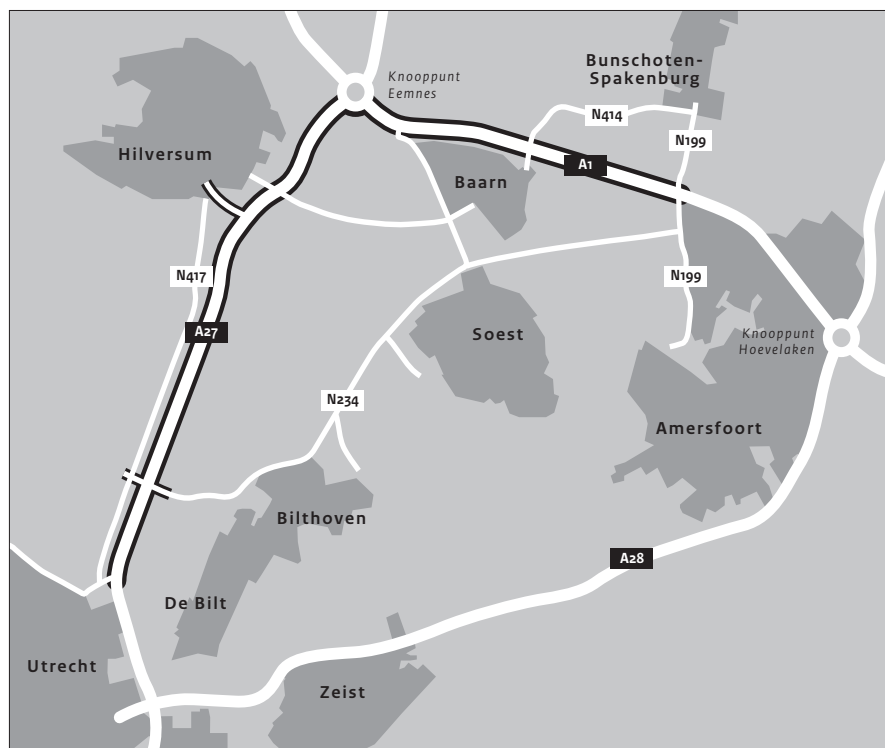 Bunschoten-
Spakenburg
Knooppunt
Eemnes
N414
N199
Hilversum
A1
Baarn
N417
N199
A27
Soest
Knooppunt
Hoevelaken
N234
Amersfoort
Bilthoven
A28
De Bilt
Utrecht
Zeist